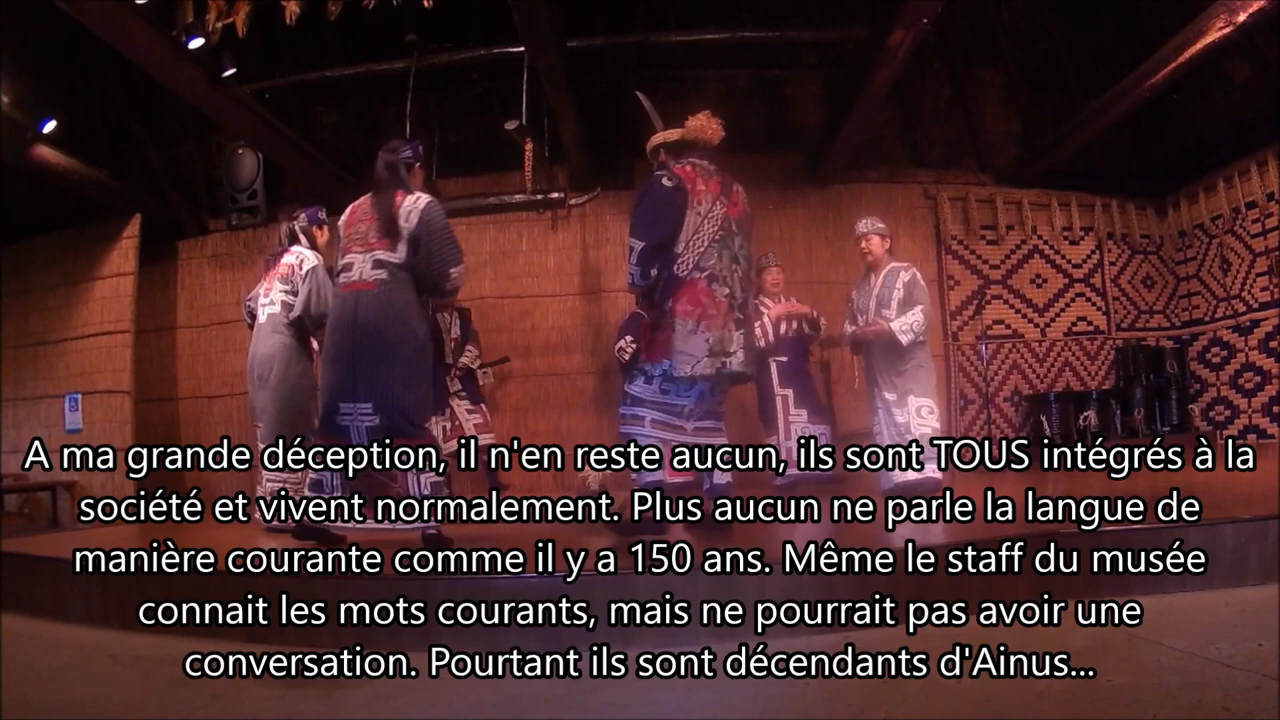 A ma grande déception, il n'en reste aucun, ils sont TOUS intégrés à la
société et vivent normalement. Plus aucun ne parle la langue de
manière courante comme il y a 150 ans. Même le staff du musée
connait les mots courants, mais ne pourrait pas avoir une
conversation. Pourtant ils sont décendants d'Ainus...